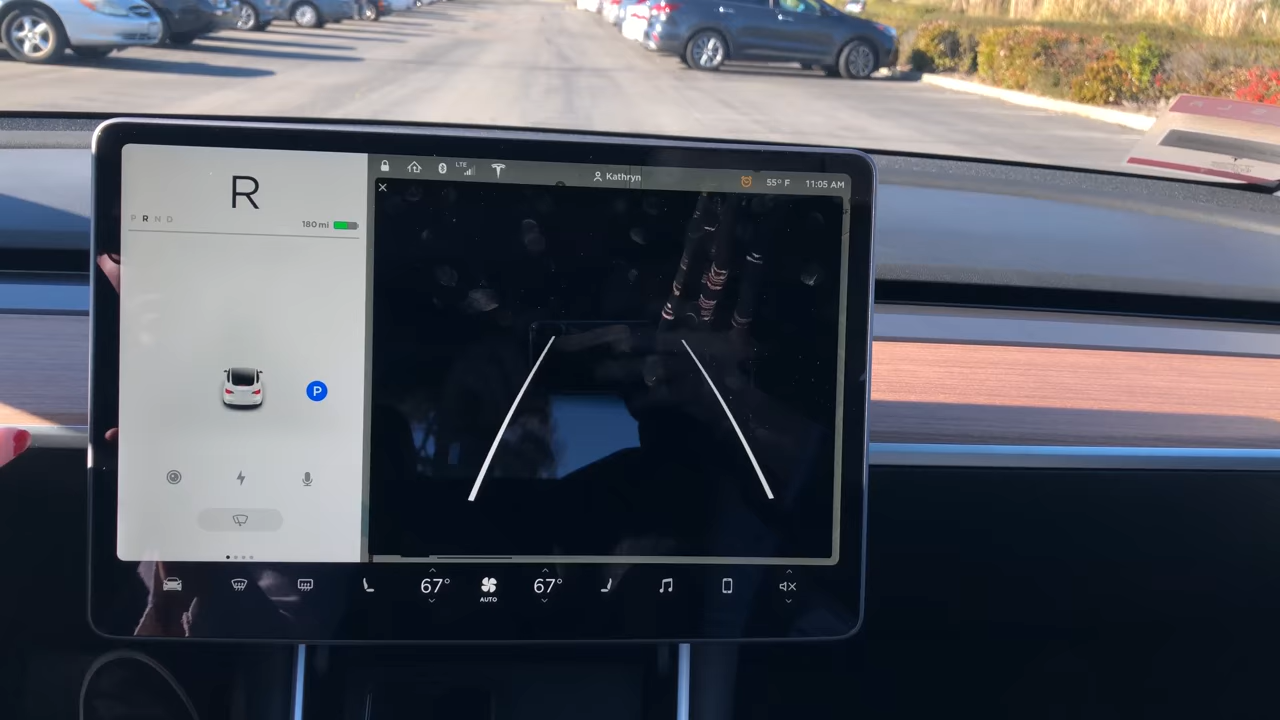 R
P R N D
180 mi
LTE
Kathryn
55° F
11:05 AM
P
67°
AUTO
67°